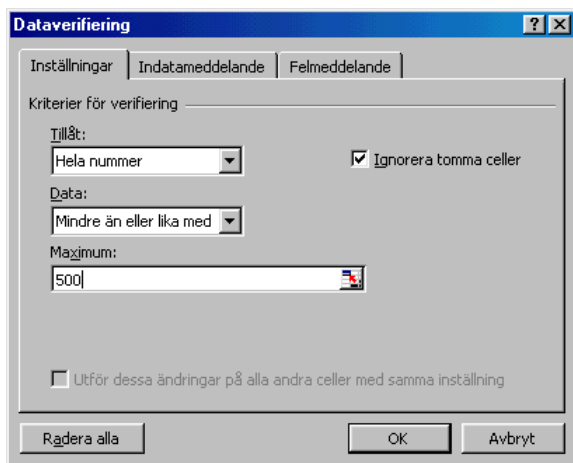 Dataverifiering
Inställningar Indatameddelande Felmeddelande
Kriterier för verifiering
Tillåt:
Hela nummer
Ignorera tomma celler
Data:
Mindre än eller lika med
Maximum:
500
Utför dessa ändringar på alla andra celler med samma inställning
Radera alla OK Avbryt